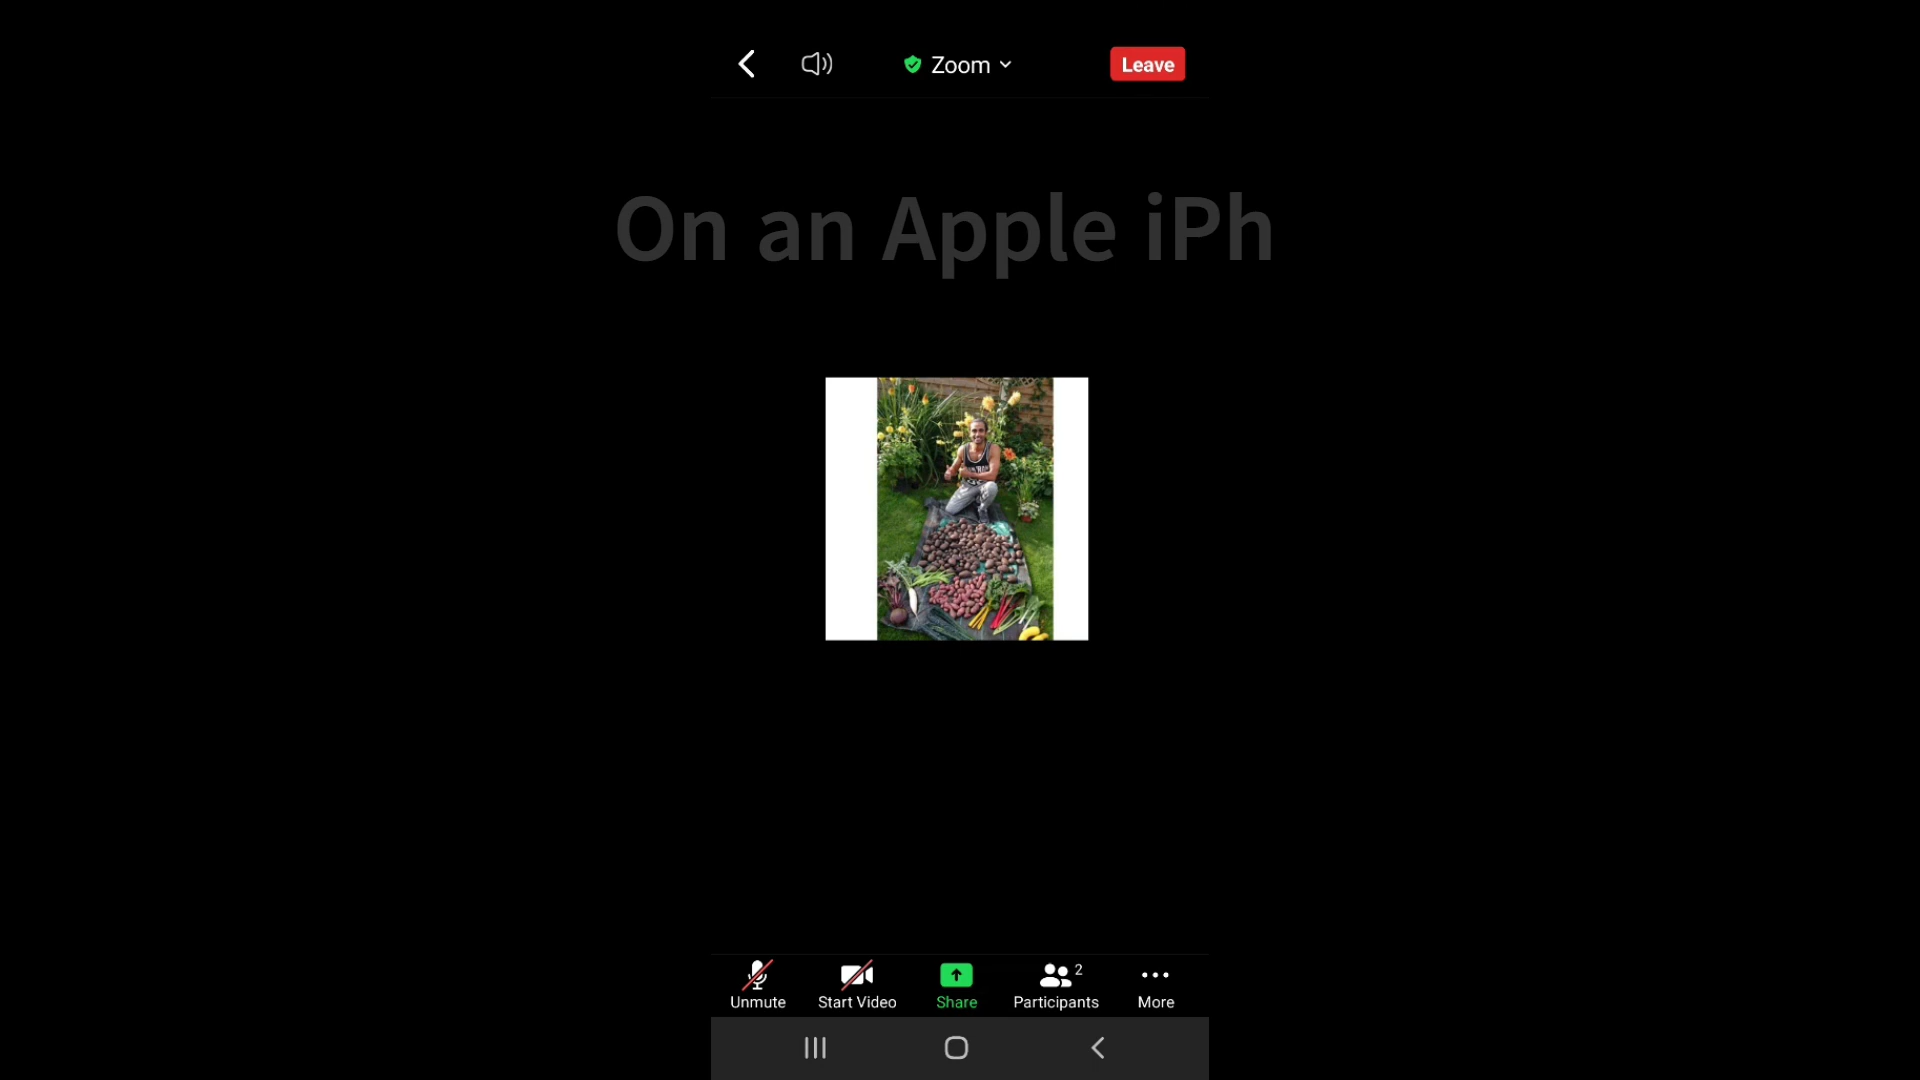 Zoom
Leave
On an Apple iPh
Unmute
Start Video
Share
Participants
2
More